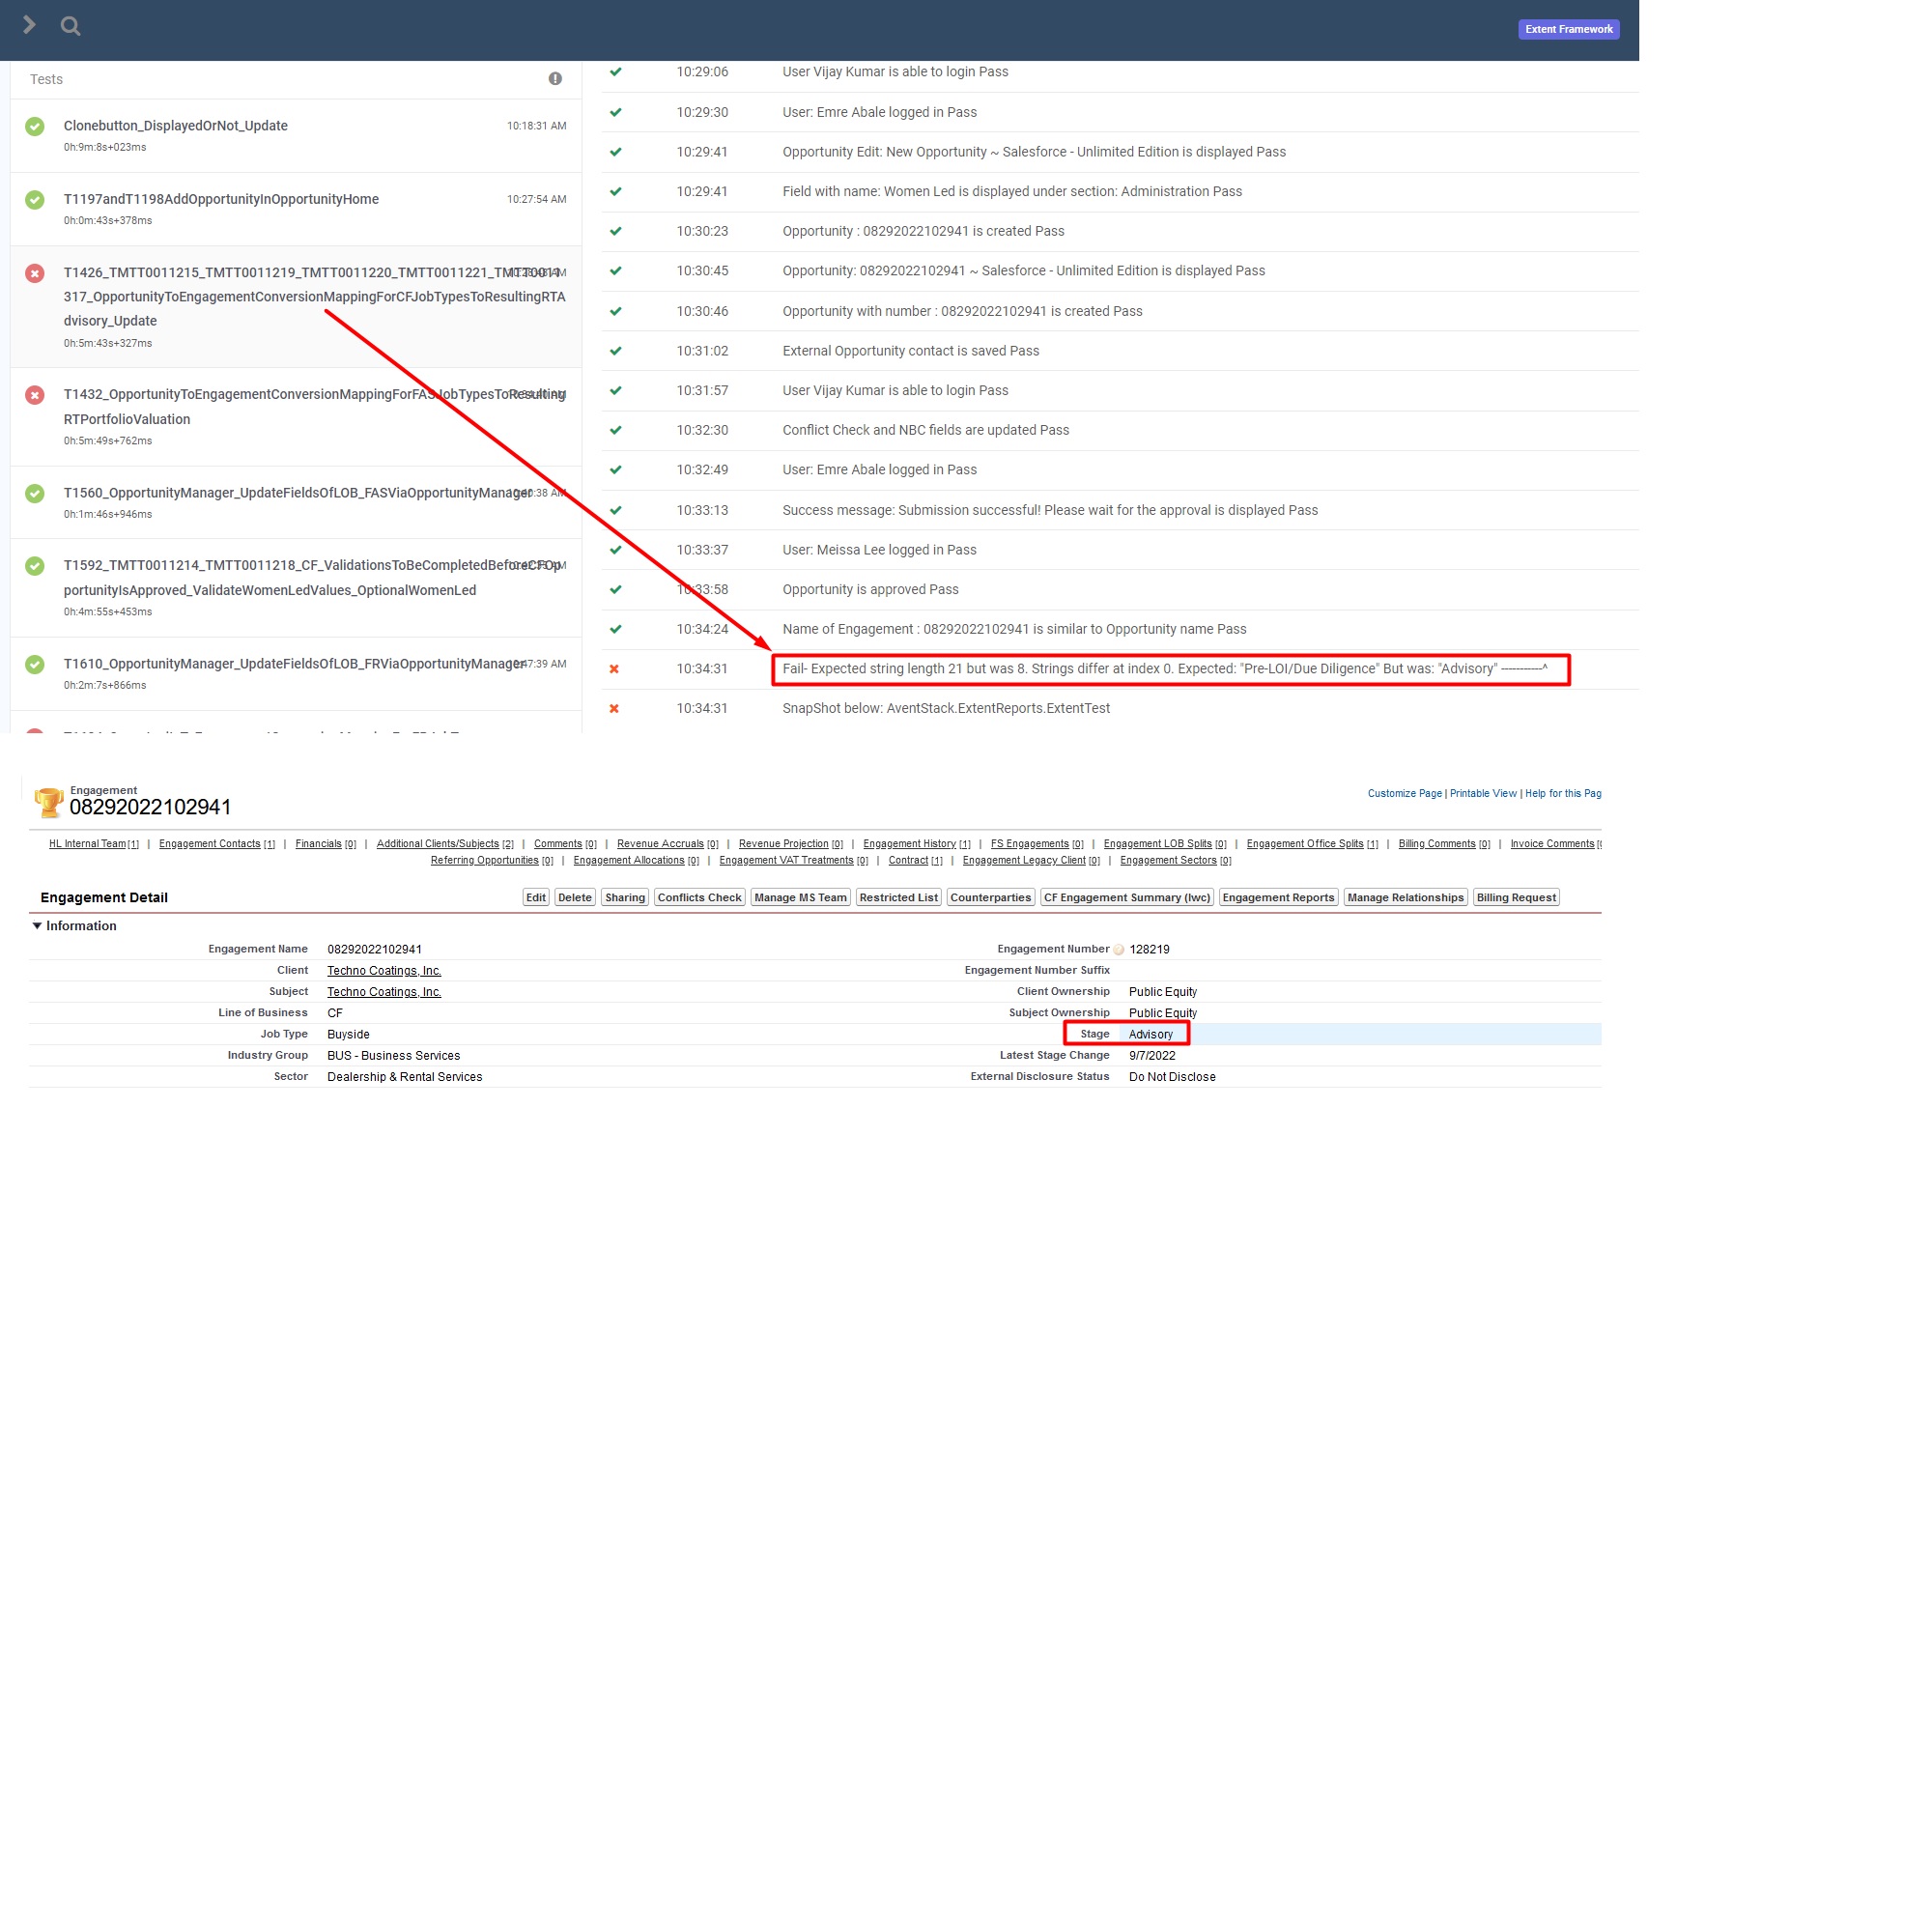 Extent Framework
Tests
Clonebutton_DisplayedOrNot_Update 10:18:31 AM
0h:9m:8s+023ms
T1197andT1198AddOpportunityInOpportunityHome 10:27:54 AM
0h:0m:43s+378ms
T1426_TMTT0011215_TMTT0011219_TMTT0011220_TMTT0011221_TMTT0011
317_OpportunityToEngagementConversionMappingForCFJobTypesToResultingRTA
dvisory_Update
0h:5m:43s+327ms
T1432_OpportunityToEngagementConversionMappingForFASJobTypesToResulting
RTPortfolioValuation
0h:5m:49s+762ms
T1560_OpportunityManager_UpdateFieldsOfLOB_FASViaOpportunityManager
0h:1m:46s+946ms
T1592_TMTT0011214_TMTT0011218_CF_ValidationsToBeCompletedBeforeCFOp
portunityIsApproved_ValidateWomenLedValues_OptionalWomenLed
0h:4m:55s+453ms
T1610_OpportunityManager_UpdateFieldsOfLOB_FRViaOpportunityManager :47:39 AM
0h:2m:7s+866ms
10:29:06 User Vijay Kumar is able to login Pass
10:29:30 User: Emre Abale logged in Pass
10:29:41 Opportunity Edit: New Opportunity ~ Salesforce - Unlimited Edition is displayed Pass
10:29:41 Field with name: Women Led is displayed under section: Administration Pass
10:30:23 Opportunity : 08292022102941 is created Pass
10:30:45 Opportunity: 08292022102941 ~ Salesforce - Unlimited Edition is displayed Pass
10:30:46 Opportunity with number : 08292022102941 is created Pass
10:31:02 External Opportunity contact is saved Pass
10:31:57 User Vijay Kumar is able to login Pass
10:32:30 Conflict Check and NBC fields are updated Pass
10:32:49 User: Emre Abale logged in Pass
10:33:13 Success message: Submission successful! Please wait for the approval is displayed Pass
10:33:37 User: Meissa Lee logged in Pass
10:33:58 Opportunity is approved Pass
10:34:24 Name of Engagement : 08292022102941 is similar to Opportunity name Pass
10:34:31 Fail- Expected string length 21 but was 8. Strings differ at index 0. Expected: "Pre-LOI/Due Diligence" But was: "Advisory" -----------^
10:34:31 SnapShot below: AventStack.ExtentReports.ExtentTest
Engagement
08292022102941
Customize Page | Printable View | Help for this Pag
HL Internal Team [1] | Engagement Contacts [1] | Financials [0] | Additional Clients/Subjects [2] | Comments [0] | Revenue Accruals [0] | Revenue Projection [0] | Engagement History [1] | FS Engagements [0] | Engagement LOB Splits [0] | Engagement Office Splits [1] | Billing Comments [0] | Invoice Comments
Referring Opportunities [0] | Engagement Allocations [0] | Engagement VAT Treatments [0] | Contract [1] | Engagement Legacy Client [0] | Engagement Sectors [0]
Engagement Detail Edit Delete Sharing Conflicts Check Manage MS Team Restricted List Counterparties CF Engagement Summary (lwc) Engagement Reports Manage Relationships Billing Request
Information
Engagement Name 08292022102941 Engagement Number 128219
Client Techno Coatings, Inc. Engagement Number Suffix
Subject Techno Coatings, Inc. Client Ownership Public Equity
Line of Business CF Subject Ownership Public Equity
Job Type Buyside Stage Advisory
Industry Group BUS - Business Services Latest Stage Change 9/7/2022
Sector Dealership & Rental Services External Disclosure Status Do Not Disclose